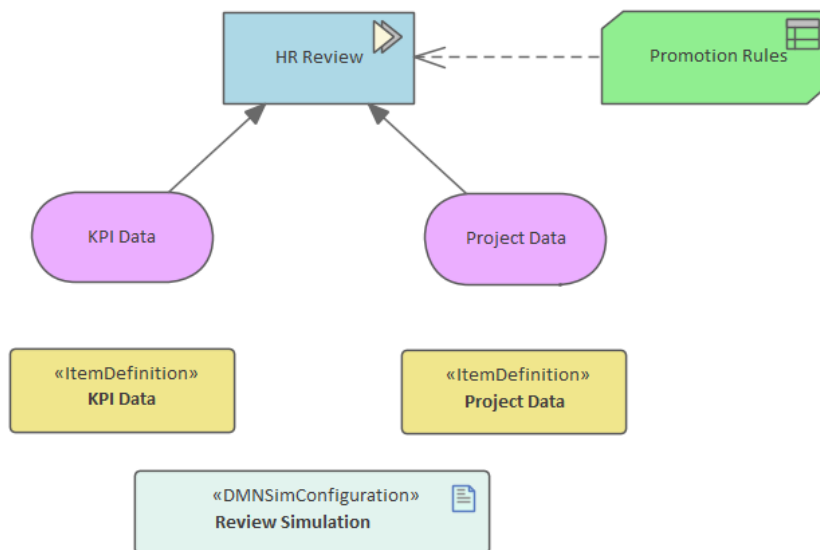 HR Review
Promotion Rules
KPI Data
Project Data
«ItemDefinition»
KPI Data
«ItemDefinition»
Project Data
«DMNSimConfiguration»
Review Simulation